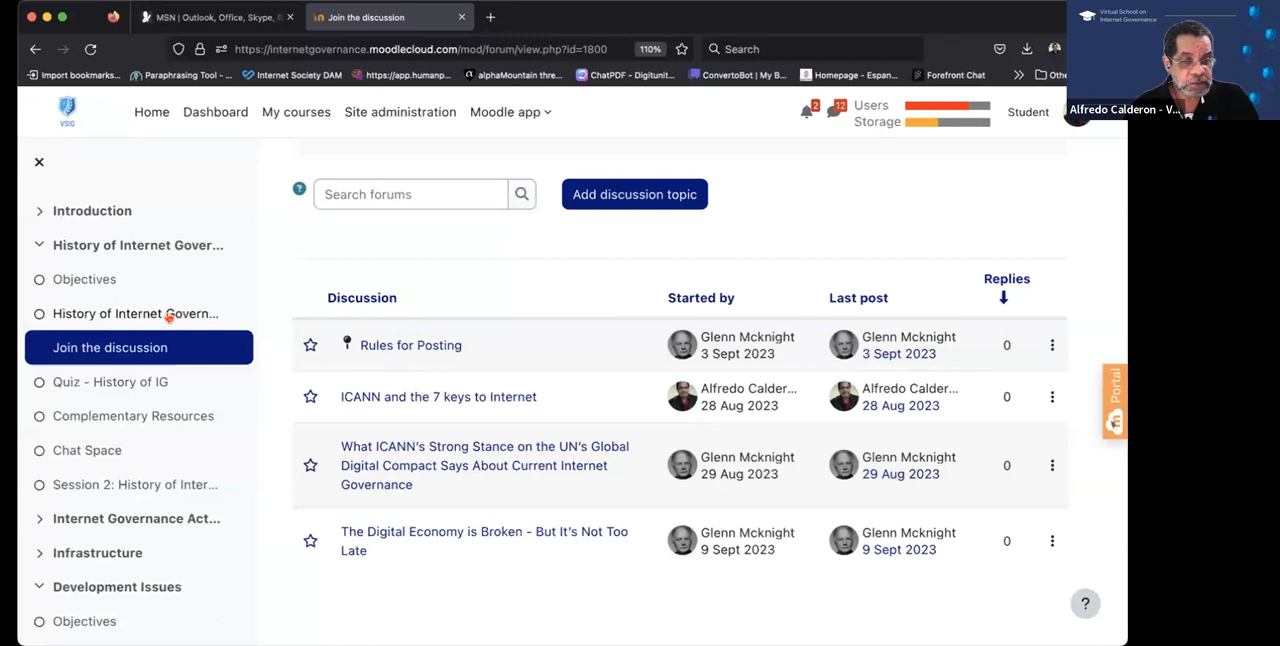 MSN | Outlook, Office, Skype, B
Join the discussion
https://internetgovernance.moodlecloud.com/mod/forum/view.php?id=1800
110%
Search
Import bookmarks...
Paraphrasing Tool - ...
Internet Society DAM
https://app.humanp...
alphaMountain thre...
ChatPDF - Digitunit...
ConvertoBot | My B...
Homepage - Espan...
Forefront Chat
Othe
Virtual School on
Internet Governance
Alfredo Calderon - V...
VSIG
Home
Dashboard
My courses
Site administration
Moodle app
2
12
Users
Storage
Student
Introduction
History of Internet Gover...
Objectives
History of Internet Govern...
Join the discussion
Quiz - History of IG
Complementary Resources
Chat Space
Session 2: History of Inter...
Internet Governance Act...
Infrastructure
Development Issues
Objectives
?
Search forums
Add discussion topic
Discussion
Started by
Last post
Replies
Rules for Posting
Glenn Mcknight
3 Sept 2023
Glenn Mcknight
3 Sept 2023
0
ICANN and the 7 keys to Internet
Alfredo Calder...
28 Aug 2023
Alfredo Calder...
28 Aug 2023
0
What ICANN's Strong Stance on the UN's Global
Digital Compact Says About Current Internet
Governance
Glenn Mcknight
29 Aug 2023
Glenn Mcknight
29 Aug 2023
0
The Digital Economy is Broken - But It's Not Too
Late
Glenn Mcknight
9 Sept 2023
Glenn Mcknight
9 Sept 2023
0
Portal
?